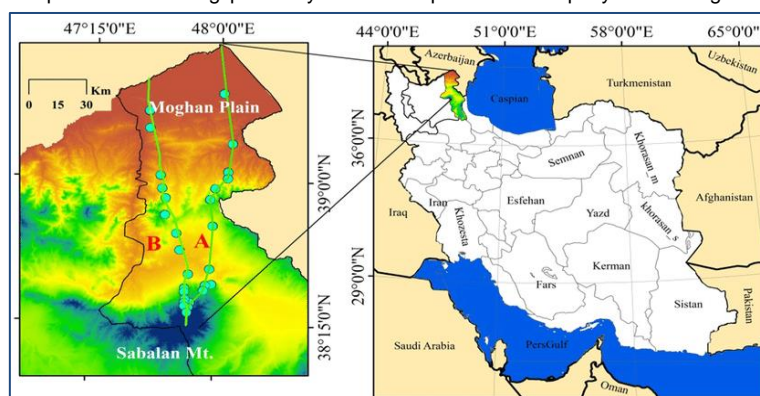 47°15'0"E
48°0'0"E
Km
0 15 30
Moghan Plain
B
A
Sabalan Mt.
39°0'0"N
38°15'0"N
44°0'0"E
51°0'0"E
58°0'0"E
65°0'0"E
Azerbaijan
Uzbekistan
Turkmenistan
Caspian
36°0'0"N
Semnan
Khorasan_m
Iran
Esfehan
Afghanistan
Iraq
Yazd
khorasan_s
Khozesta
29°0'0"N
Fars
Kerman
Sistan
Pakistan
Saudi Arabia
PersGulf
Oman